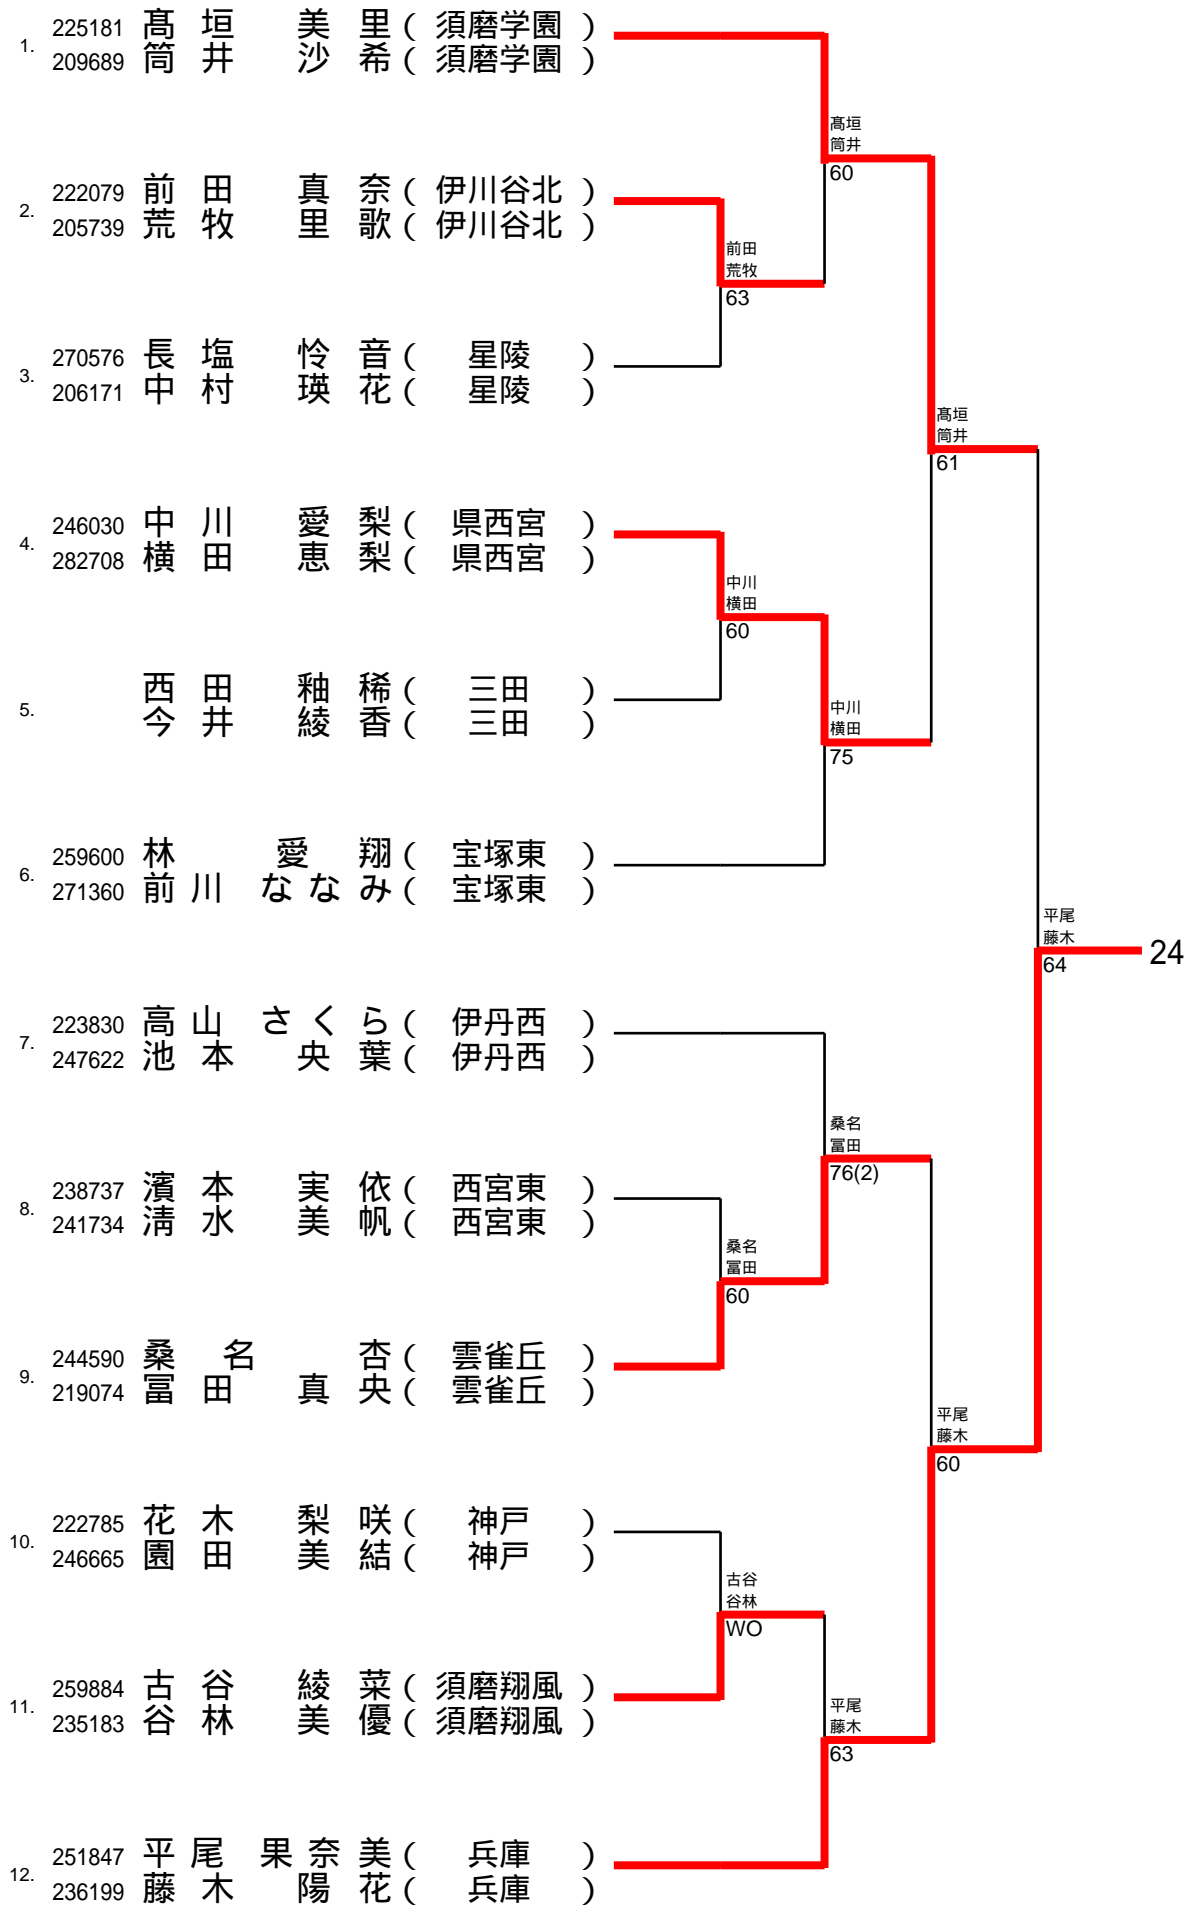 1. 225181 髙垣 美里 ( 須磨学園 )
209689 筒井 沙希 ( 須磨学園 )
髙垣
筒井
60
2. 222079 前田 真奈 ( 伊川谷北 )
205739 荒牧 里歌 ( 伊川谷北 )
前田
荒牧
63
3. 270576 長塩 怜音 ( 星陵 )
206171 中村 瑛花 ( 星陵 )
髙垣
筒井
61
4. 246030 中川 愛梨 ( 県西宮 )
282708 横田 恵梨 ( 県西宮 )
中川
横田
60
5. 西田 釉稀 ( 三田 )
今井 綾香 ( 三田 )
中川
横田
75
6. 259600 林 愛翔 ( 宝塚東 )
271360 前川 ななみ ( 宝塚東 )
平尾
藤木
64
24
7. 223830 高山 さくら ( 伊丹西 )
247622 池本 央葉 ( 伊丹西 )
桑名
冨田
76(2)
8. 238737 濱本 実依 ( 西宮東 )
241734 淸水 美帆 ( 西宮東 )
桑名
冨田
60
9. 244590 桑名 杏 ( 雲雀丘 )
219074 冨田 真央 ( 雲雀丘 )
平尾
藤木
60
10. 222785 花木 梨咲 ( 神戸 )
246665 園田 美結 ( 神戸 )
古谷
谷林
WO
11. 259884 古谷 綾菜 ( 須磨翔風 )
235183 谷林 美優 ( 須磨翔風 )
平尾
藤木
63
12. 251847 平尾 果奈美 ( 兵庫 )
236199 藤木 陽花 ( 兵庫 )